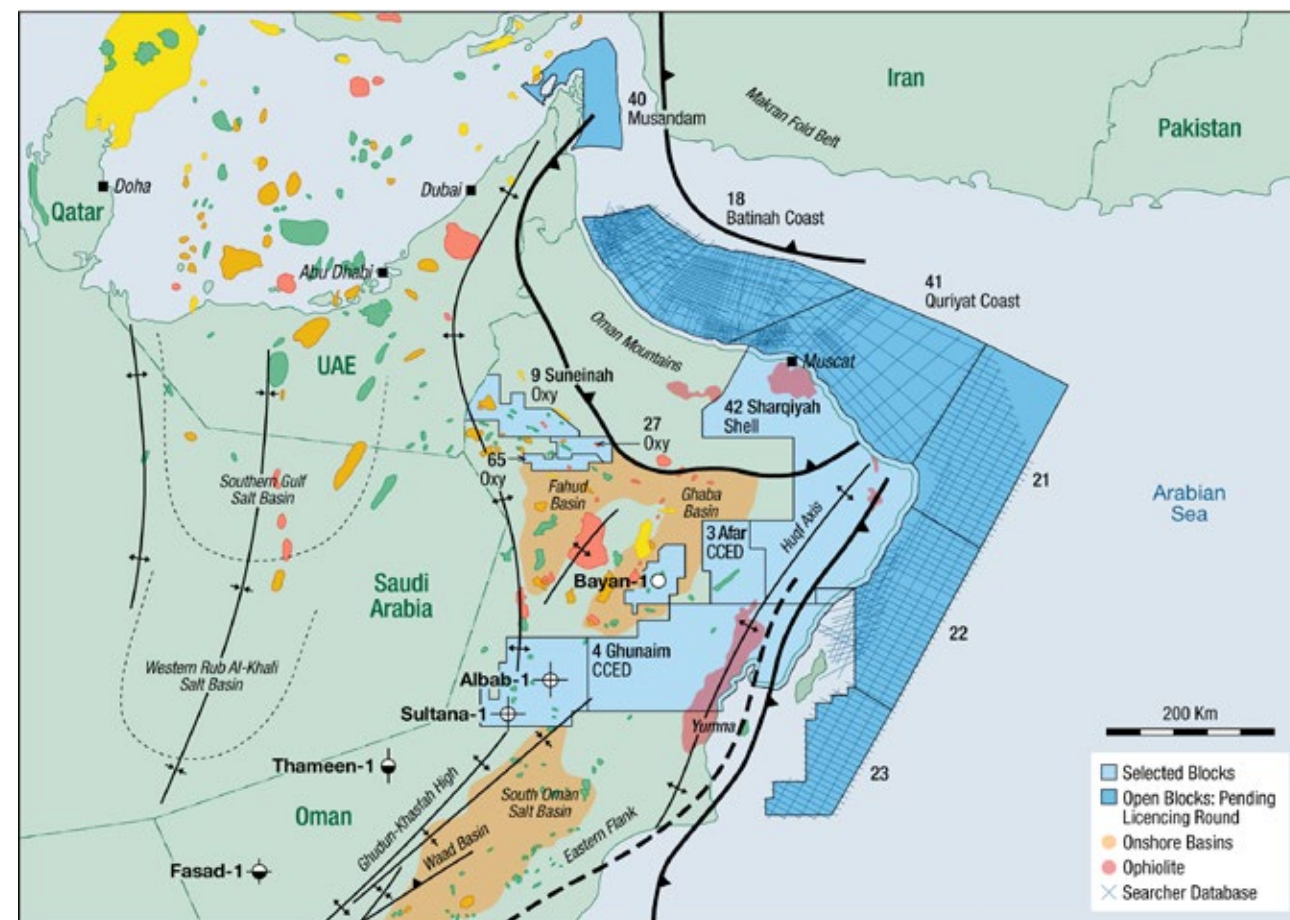 Iran
Pakistan
40
Musandam
Makran Fold Belt
Doha
Qatar
Dubai
18
Batinah Coast
Abu Dhabi
41
Quriyat Coast
Oman Mountains
UAE
Muscat
9 Suneinah
Oxy
42 Sharqiyah
Shell
27
Oxy
65
Oxy
Southern Gulf
Salt Basin
Fahud
Basin
Ghaba
Basin
21
Arabian
Sea
Huqf Axis
3 Afar
CCED
Saudi
Arabia
Bayan-1
22
Western Rub Al-Khali
Salt Basin
4 Ghunaim
CCED
Albab-1
Sultana-1
Yumna
200 Km
Thameen-1
23
Selected Blocks
Open Blocks: Pending
Licencing Round
Onshore Basins
Ophiolite
Searcher Database
Oman
Ghudun-Khasfah High
South Oman
Salt Basin
Waad Basin
Eastern Flank
Fasad-1